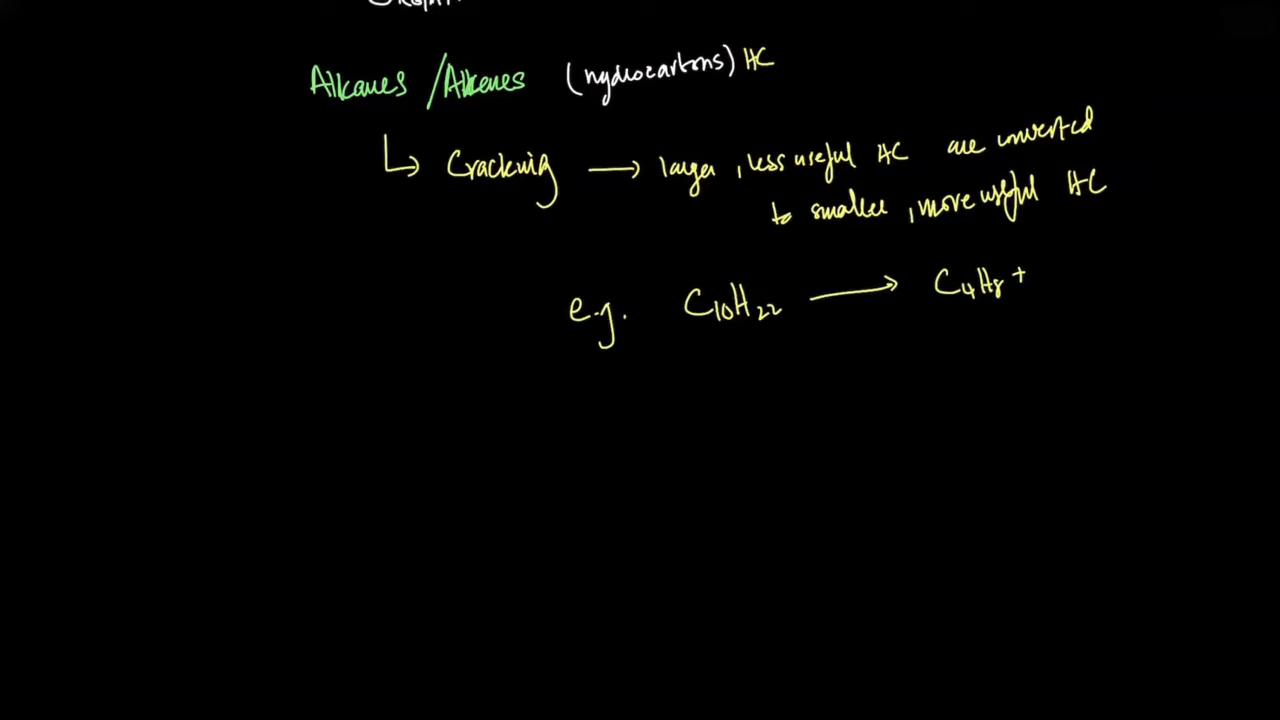 Alkanes / Alkenes (hydrocarbons) HC
↳ Cracking → larger, less useful HC are converted
to smaller, more useful HC
e.g. C₁₀H₂₂ → C₄H₈ +